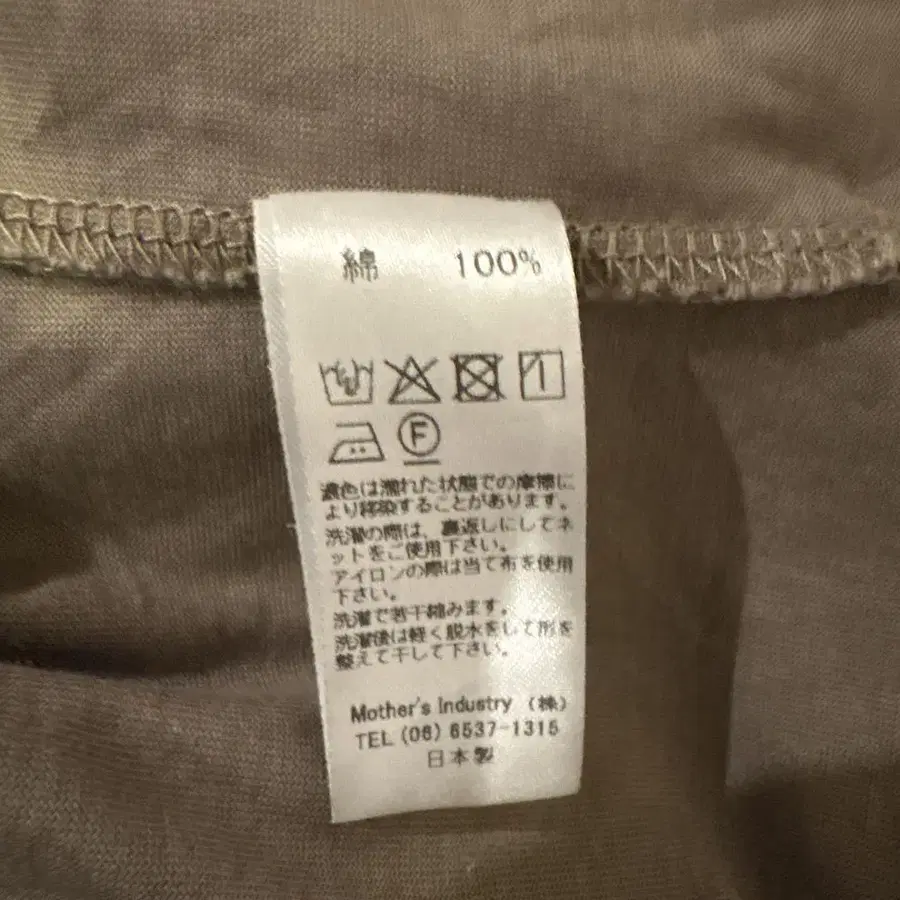 綿 100%
F
濃色は濡れた状態での摩擦に
より移染することがあります。
洗濯の際は、裏返しにしてネ
ットをご使用下さい。
アイロンの際は当て布を使用
下さい。
洗濯で若干縮みます。
洗濯後は軽く脱水をして形を
整えて干して下さい。
Mother's Industry (株)
TEL (06) 6537-1315
日本製